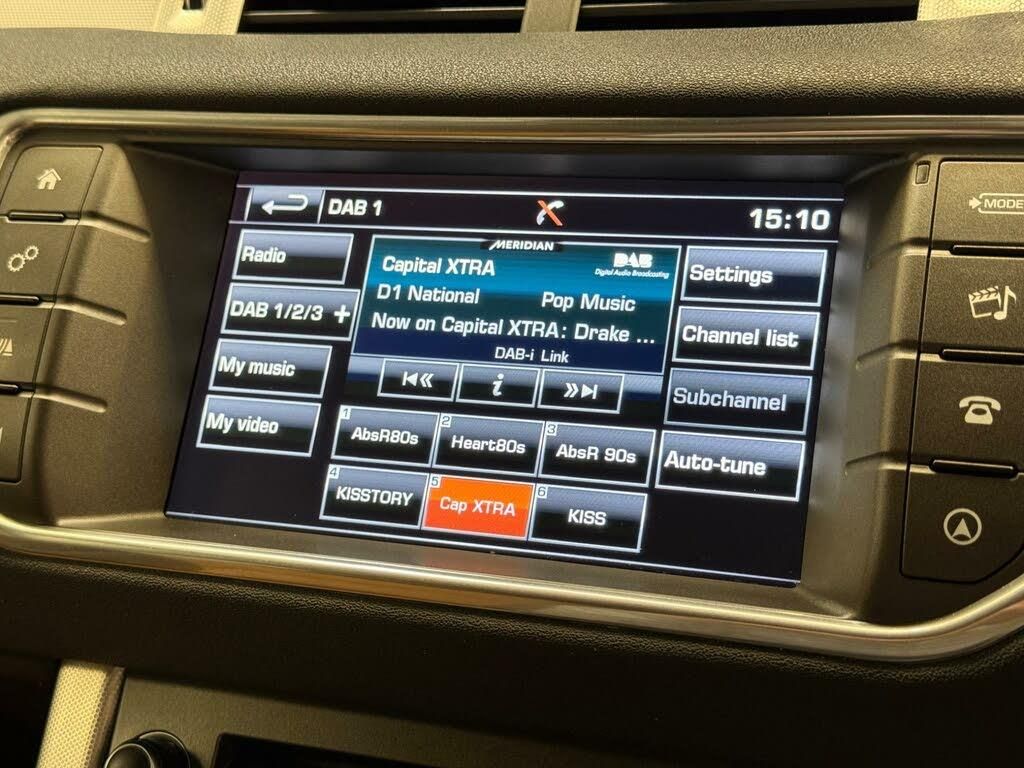 DAB 1
15:10
MERIDIAN
Radio
Capital XTRA
DAB
Digital Audio Broadcasting
Settings
MODE
DAB 1/2/3 +
D1 National
Pop Music
Now on Capital XTRA: Drake ...
Channel list
DAB-i Link
My music
i
Subchannel
My video
1
AbsR80s
2
Heart80s
3
AbsR 90s
Auto-tune
4
KISSTORY
5
Cap XTRA
6
KISS